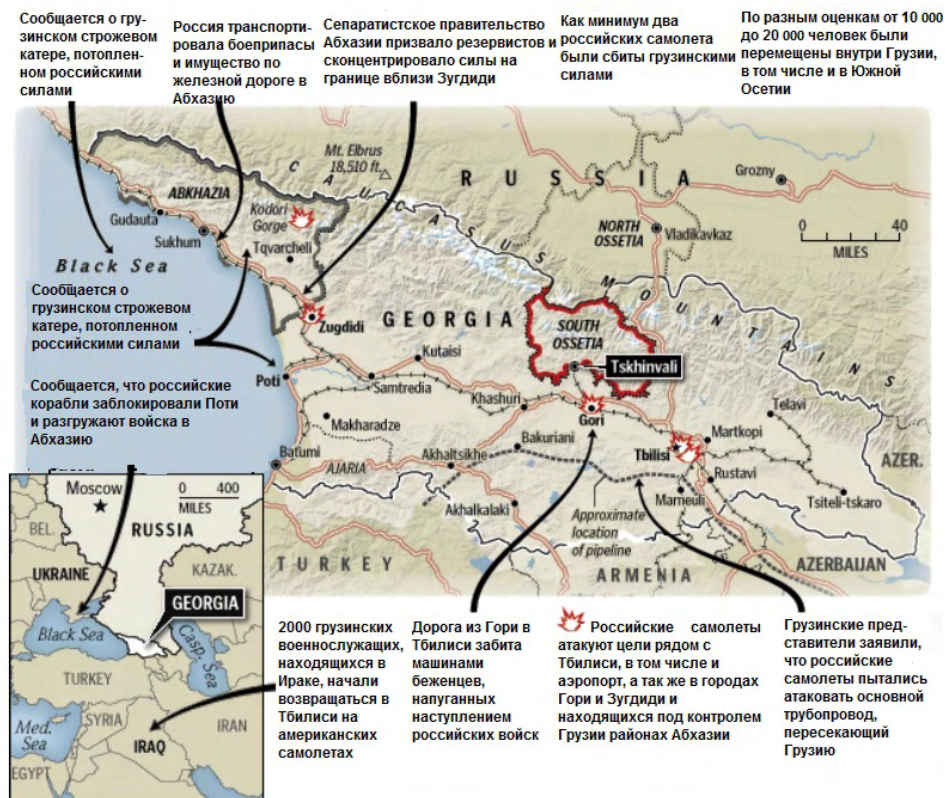 Сообщается о гру-
зинском строжевом
катере, потоплен-
ном российскими
силами
Россия транспорти-
ровала боеприпасы
и имущество по
железной дороге в
Абхазию
Сепаратистское правительство
Абхазии призвало резервистов и
сконцентрировало силы на
границе вблизи Зугдиди
Как минимум два
российских самолета
были сбиты грузинскими
силами
По разным оценкам от 10 000
до 20 000 человек были
перемещены внутри Грузии,
в том числе и в Южной
Осетии
Mt. Elbrus
18,510 ft.
RUSSIA
Grozny
ABKHAZIA
CAUCASUS MOUNTAINS
Kodori
Gorge
Gudauta
Sukhum
Tqvarcheli
NORTH
OSSETIA
Vladikavkaz
0 40
MILES
Black Sea
Сообщается о
грузинском строжевом
катере, потопленном
российскими силами
Zugdidi
GEORGIA
SOUTH
OSSETIA
Tskhinvali
Kutaisi
Poti
Samtredia
Khashuri
Gori
Telavi
Сообщается, что российские
корабли заблокировали Поти
и разгружают войска в
Абхазию
Makharadze
Bakuriani
Martkopi
Tbilisi
Batumi
AJARIA
Akhaltsikhe
Rustavi
AZER.
Marneuli
Tsiteli-tskaro
Akhalkalaki
Approximate
location
of pipeline
TURKEY
ARMENIA
AZERBAIJAN
Moscow
0 400
MILES
RUSSIA
BEL.
UKRAINE
KAZAK.
GEORGIA
Black Sea
Casp. Sea
TURKEY
Med.
Sea
SYRIA
IRAQ
IRAN
EGYPT
2000 грузинских
военнослужащих,
находящихся в
Ираке, начали
возвращаться в
Тбилиси на
американских
самолетах
Дорога из Гори в
Тбилиси забита
машинами
беженцев,
напуганных
наступлением
российских войск
Российские самолеты
атакуют цели рядом с
Тбилиси, в том числе и
аэропорт, а так же в городах
Гори и Зугдиди и
находящихся под контролем
Грузии районах Абхазии
Грузинские пред-
ставители заявили,
что российские
самолеты пытались
атаковать основной
трубопровод,
пересекающий
Грузию